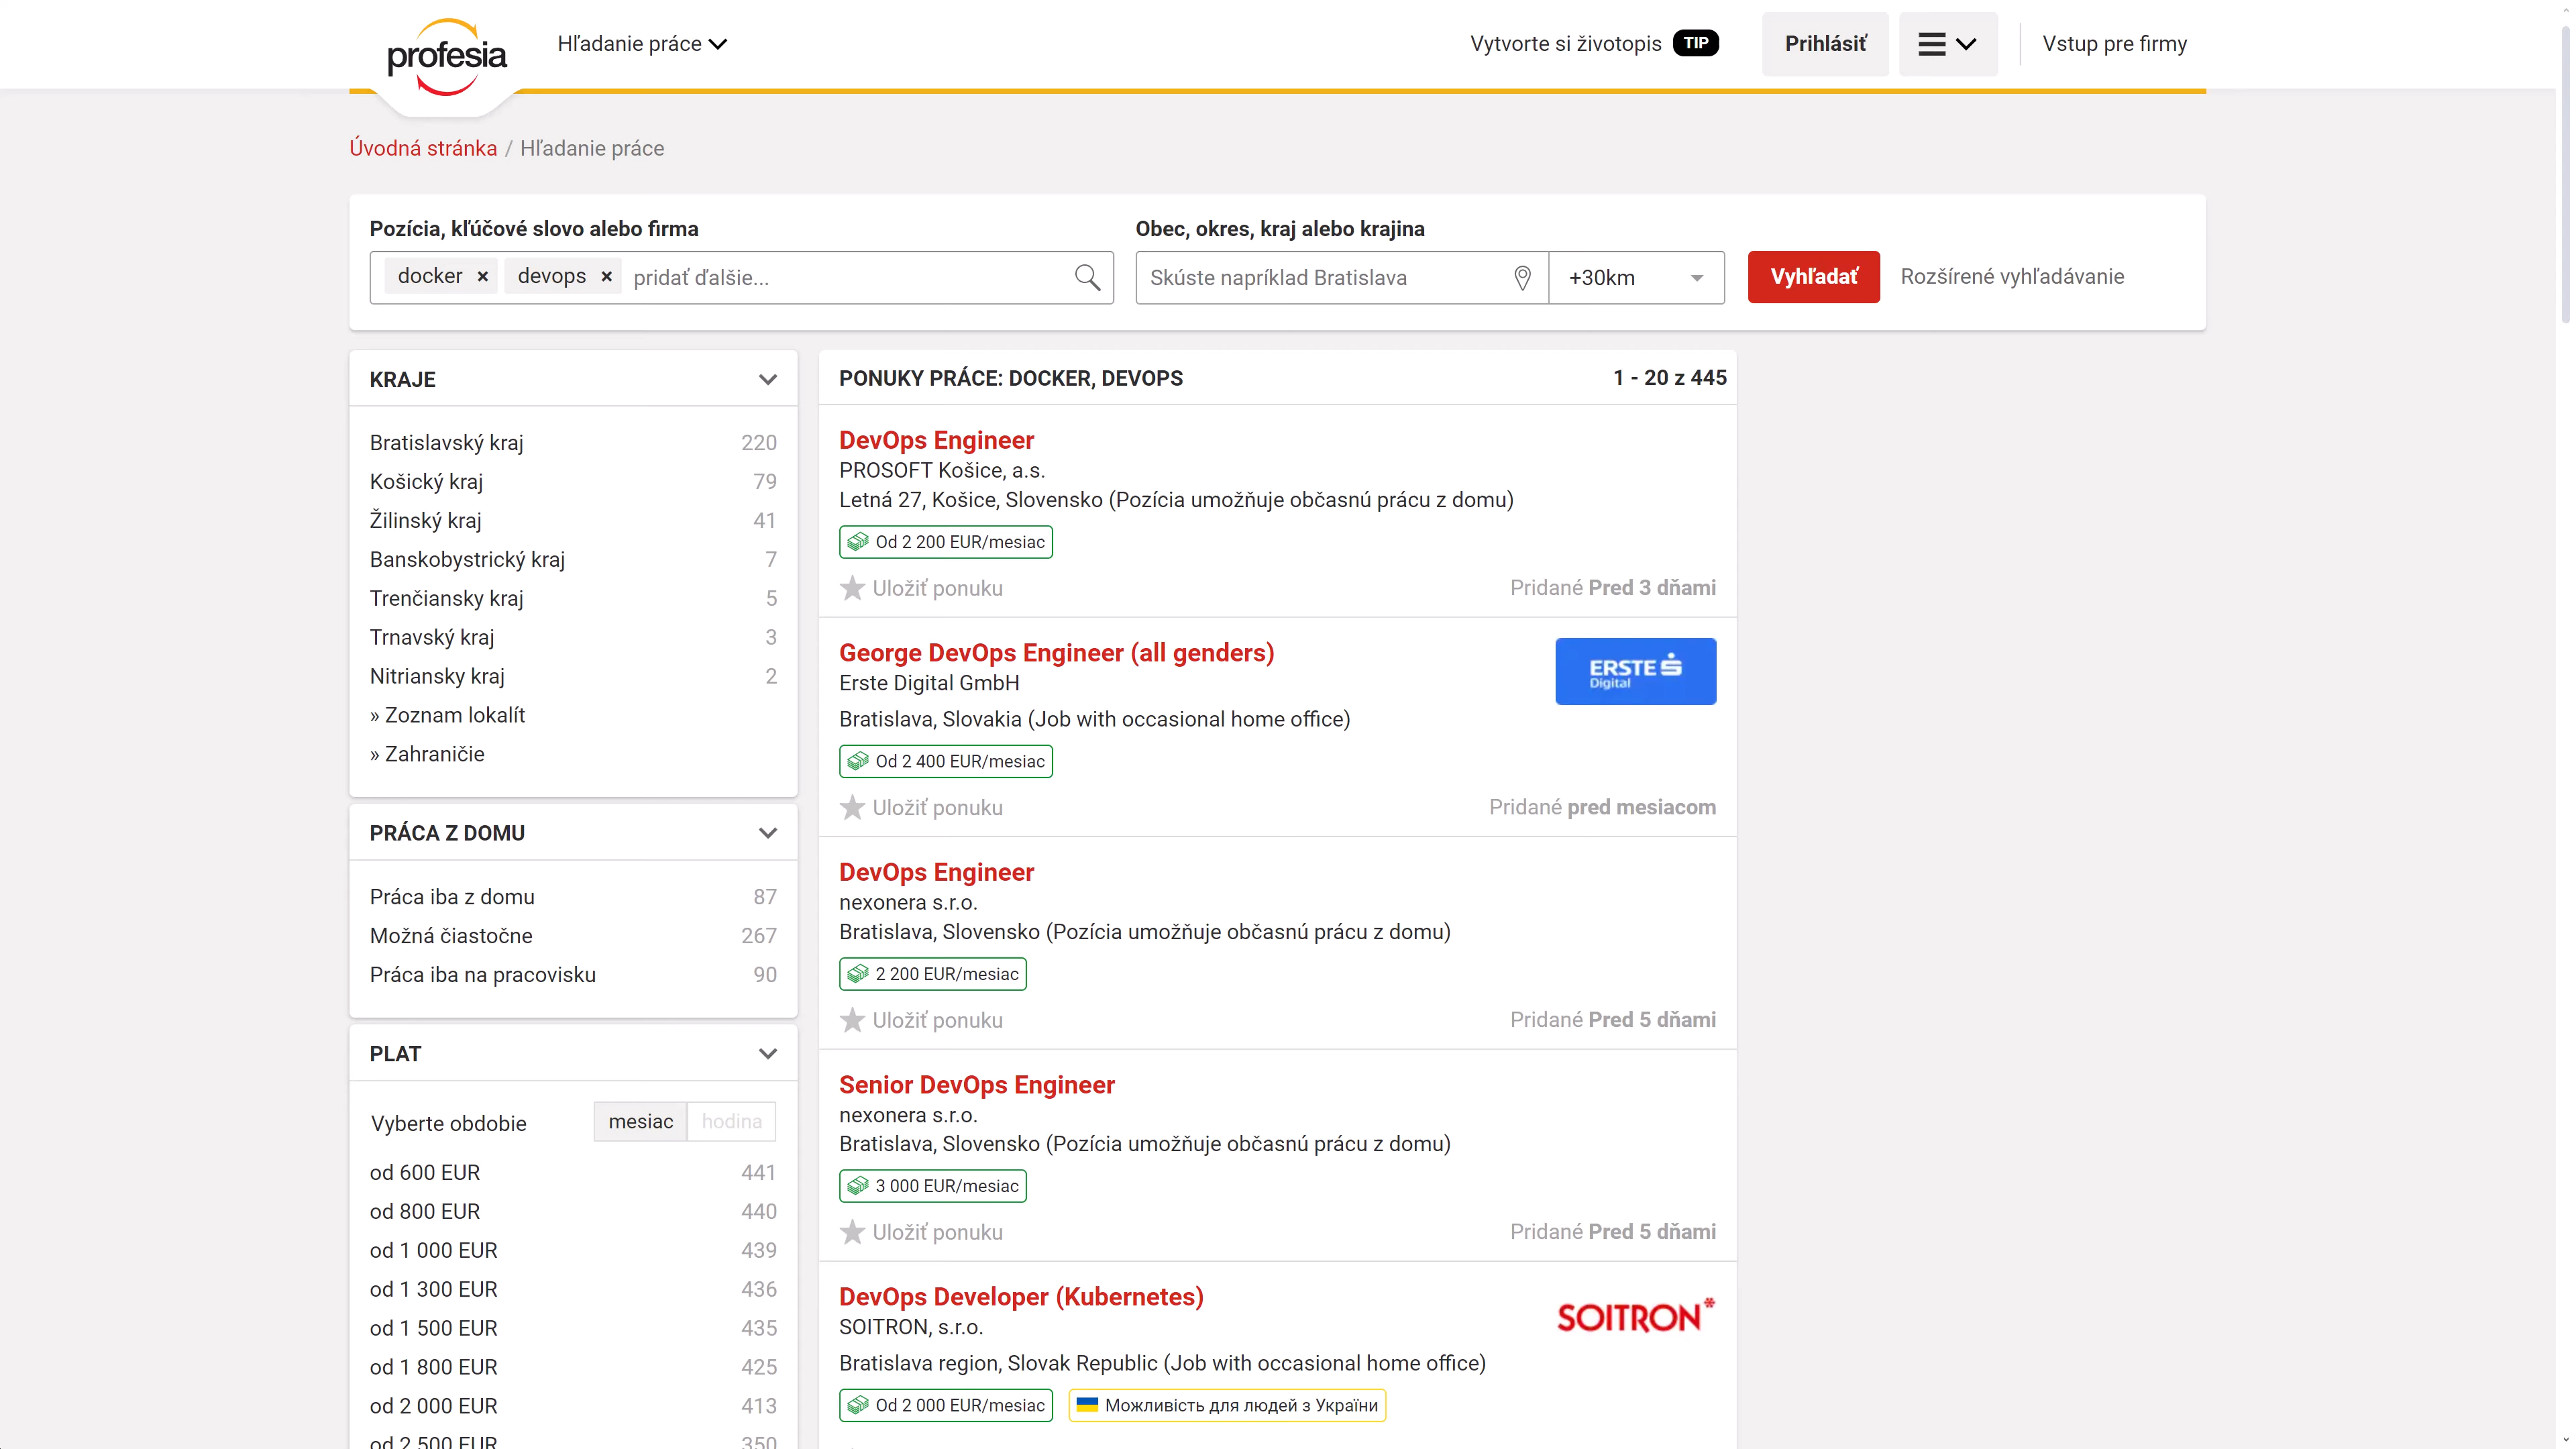 profesia
Hľadanie práce
Vytvorte si životopis TIP
Prihlásiť
Vstup pre firmy
Úvodná stránka / Hľadanie práce
Pozícia, kľúčové slovo alebo firma
docker × devops × pridať ďalšie...
Obec, okres, kraj alebo krajina
Skúste napríklad Bratislava
+30km
Vyhľadať
Rozšírené vyhľadávanie
KRAJE
Bratislavský kraj 220
Košický kraj 79
Žilinský kraj 41
Banskobystrický kraj 7
Trenčiansky kraj 5
Trnavský kraj 3
Nitriansky kraj 2
» Zoznam lokalít
» Zahraničie
PRÁCA Z DOMU
Práca iba z domu 87
Možná čiastočne 267
Práca iba na pracovisku 90
PLAT
Vyberte obdobie mesiac hodina
od 600 EUR 441
od 800 EUR 440
od 1 000 EUR 439
od 1 300 EUR 436
od 1 500 EUR 435
od 1 800 EUR 425
od 2 000 EUR 413
od 2 500 EUR 350
PONUKY PRÁCE: DOCKER, DEVOPS 1 - 20 z 445
DevOps Engineer
PROSOFT Košice, a.s.
Letná 27, Košice, Slovensko (Pozícia umožňuje občasnú prácu z domu)
Od 2 200 EUR/mesiac
Uložiť ponuku Pridané Pred 3 dňami
George DevOps Engineer (all genders)
ERSTE
Digital
Erste Digital GmbH
Bratislava, Slovakia (Job with occasional home office)
Od 2 400 EUR/mesiac
Uložiť ponuku Pridané pred mesiacom
DevOps Engineer
nexonera s.r.o.
Bratislava, Slovensko (Pozícia umožňuje občasnú prácu z domu)
2 200 EUR/mesiac
Uložiť ponuku Pridané Pred 5 dňami
Senior DevOps Engineer
nexonera s.r.o.
Bratislava, Slovensko (Pozícia umožňuje občasnú prácu z domu)
3 000 EUR/mesiac
Uložiť ponuku Pridané Pred 5 dňami
DevOps Developer (Kubernetes)
SOITRON*
SOITRON, s.r.o.
Bratislava region, Slovak Republic (Job with occasional home office)
Od 2 000 EUR/mesiac Можливість для людей з України